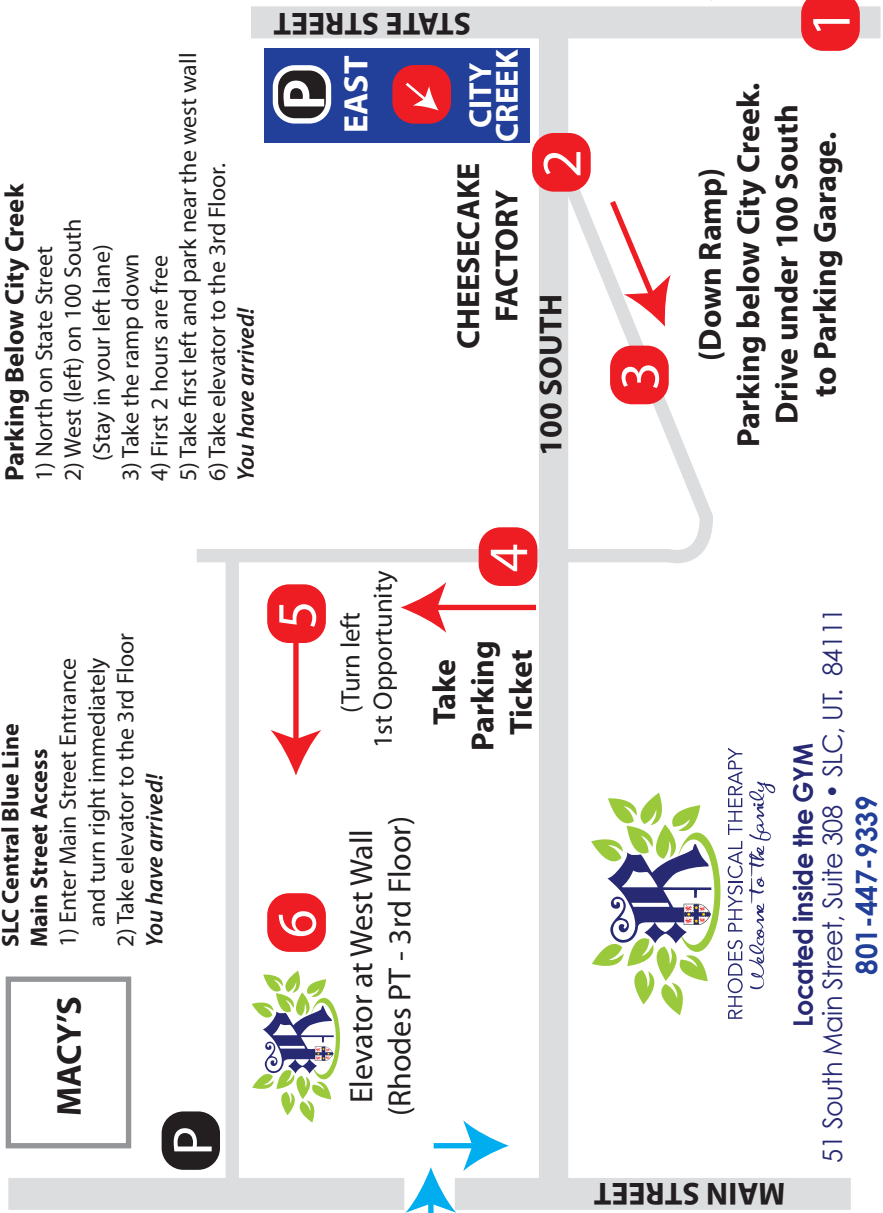 MACY'S
SLC Central Blue Line
Main Street Access
1) Enter Main Street Entrance
and turn right immediately
2) Take elevator to the 3rd Floor
You have arrived!
Parking Below City Creek
1) North on State Street
2) West (left) on 100 South
(Stay in your left lane)
3) Take the ramp down
4) First 2 hours are free
5) Take first left and park near the west wall
6) Take elevator to the 3rd Floor.
You have arrived!
P
6
Elevator at West Wall
(Rhodes PT - 3rd Floor)
5
(Turn left
1st Opportunity
Take
Parking
Ticket
4
CHEESECAKE
FACTORY
P
EAST
CITY
CREEK
STATE STREET
100 SOUTH
2
3
1
(Down Ramp)
Parking below City Creek.
Drive under 100 South
to Parking Garage.
MAIN STREET
R
R
RHODES PHYSICAL THERAPY
Welcome to the family
Located inside the GYM
51 South Main Street, Suite 308 • SLC, UT. 84111
801-447-9339